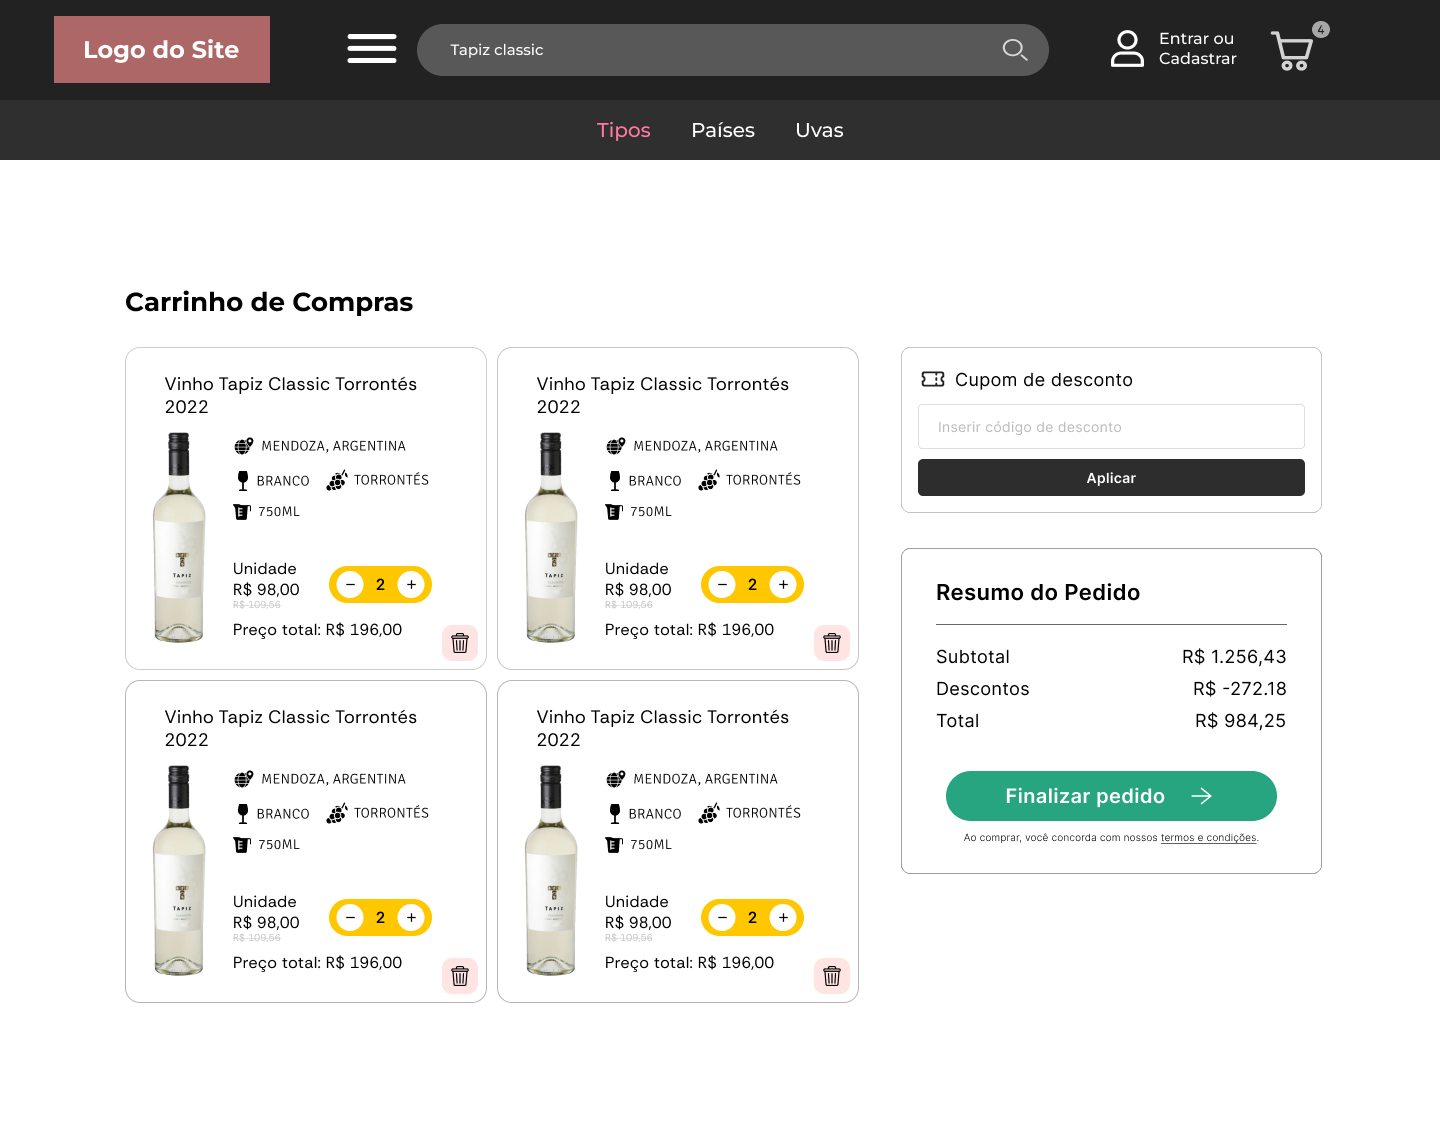 Logo do Site
Tapiz classic
Entrar ou
Cadastrar
4
Tipos
Países
Uvas
Carrinho de Compras
Vinho Tapiz Classic Torrontés
2022
MENDOZA, ARGENTINA
BRANCO
TORRONTÉS
750ML
TAPIZ
Unidade
R$ 98,00
R$ 109,56
2
Preço total: R$ 196,00
Vinho Tapiz Classic Torrontés
2022
MENDOZA, ARGENTINA
BRANCO
TORRONTÉS
750ML
TAPIZ
Unidade
R$ 98,00
R$ 109,56
2
Preço total: R$ 196,00
Vinho Tapiz Classic Torrontés
2022
MENDOZA, ARGENTINA
BRANCO
TORRONTÉS
750ML
TAPIZ
Unidade
R$ 98,00
R$ 109,56
2
Preço total: R$ 196,00
Vinho Tapiz Classic Torrontés
2022
MENDOZA, ARGENTINA
BRANCO
TORRONTÉS
750ML
TAPIZ
Unidade
R$ 98,00
R$ 109,56
2
Preço total: R$ 196,00
Cupom de desconto
Inserir código de desconto
Aplicar
Resumo do Pedido
Subtotal R$ 1.256,43
Descontos R$ -272.18
Total R$ 984,25
Finalizar pedido
Ao comprar, você concorda com nossos termos e condições.